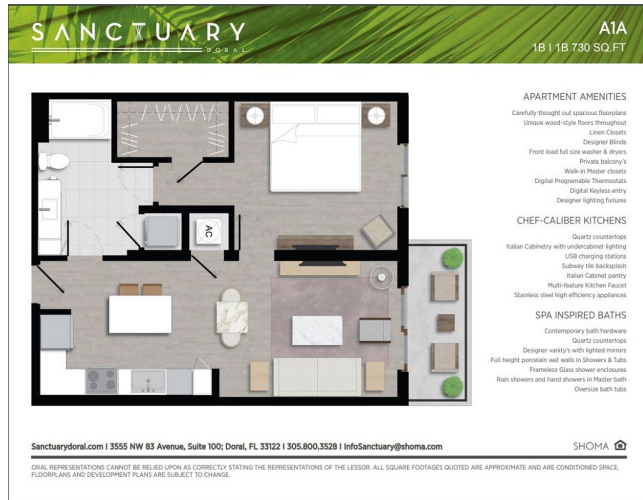 SANCTUARY
DORAL
A1A
1B | 1B 730 SQ.FT
APARTMENT AMENITIES
Carefully thought out spacious floorplans
Unique wood-style floors throughout
Linen Closets
Designer Blinds
Front load full size washer & dryers
Private balcony's
Walk-in Master closets
Digital Programable Thermostats
Digital Keyless entry
Designer lighting fixtures
CHEF-CALIBER KITCHENS
Quartz countertops
Italian Cabinetry with undercabinet lighting
USB charging stations
Subway tile backsplash
Italian Cabinet pantry
Multi-feature Kitchen Faucet
Stainless steel high efficiency appliances
SPA INSPIRED BATHS
Contemporary bath hardware
Quartz countertops
Designer vanity's with lighted mirrors
Full height porcelain wet walls in Showers & Tubs
Frameless Glass shower enclosures
Rain showers and hand showers in Master bath
Oversize bath tubs
AC
Sanctuarydoral.com | 3555 NW 83 Avenue, Suite 100; Doral, FL 33122 | 305.800.3528 | InfoSanctuary@shoma.com
SHOMA
ORAL REPRESENTATIONS CANNOT BE RELIED UPON AS CORRECTLY STATING THE REPRESENTATIONS OF THE LESSOR. ALL SQUARE FOOTAGES QUOTED ARE APPROXIMATE AND ARE CONDITIONED SPACE.
FLOORPLANS AND DEVELOPMENT PLANS ARE SUBJECT TO CHANGE.